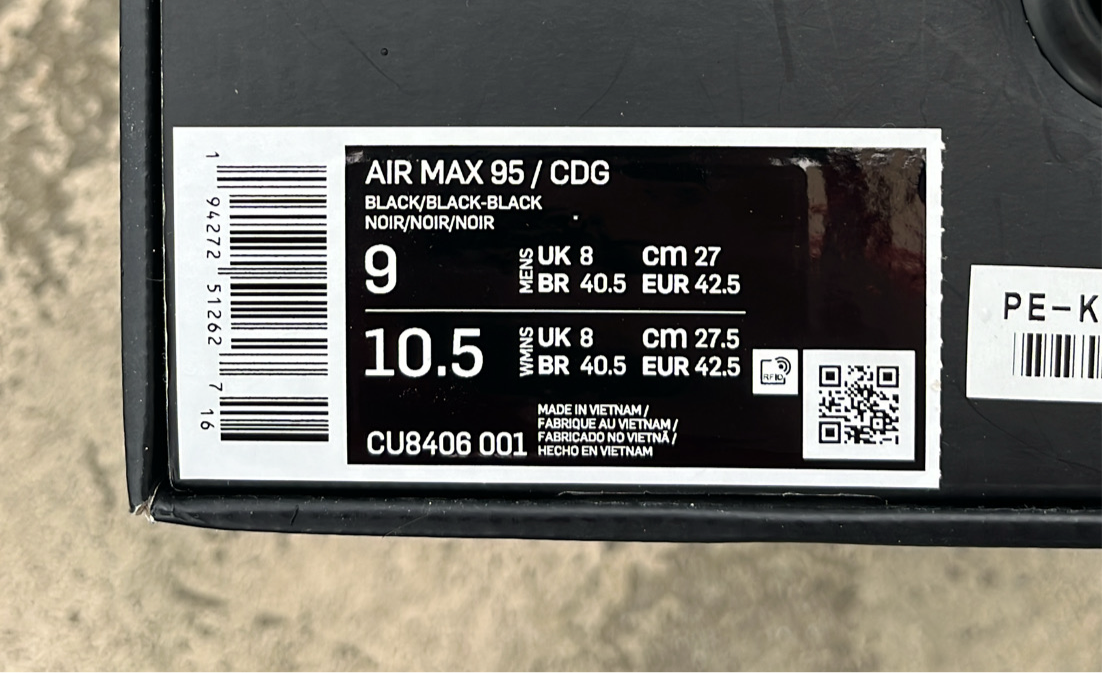 AIR MAX 95 / CDG
BLACK/BLACK-BLACK
NOIR/NOIR/NOIR
9 MENS UK 8 cm 27
BR 40.5 EUR 42.5
10.5 WMNS UK 8 cm 27.5
BR 40.5 EUR 42.5
RFID
MADE IN VIETNAM /
FABRIQUE AU VIETNAM /
FABRICADO NO VIETNÃ /
HECHO EN VIETNAM
CU8406 001
1 94272 51262 7 16
PE-K